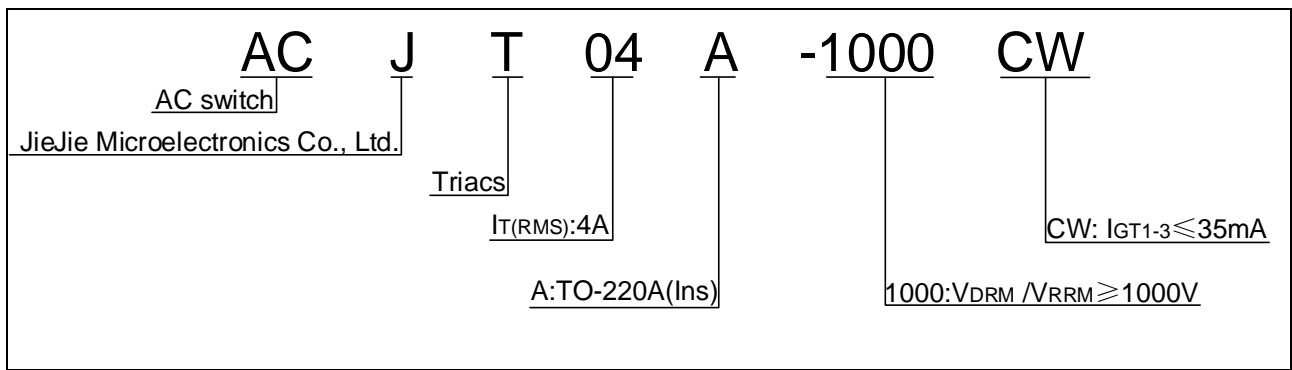 AC J T 04 A -1000 CW
AC switch
JieJie Microelectronics Co., Ltd.
Triacs
IT(RMS):4A
CW: IGT1-3≤35mA
A:TO-220A(Ins)
1000:VDRM /VRRM≥1000V